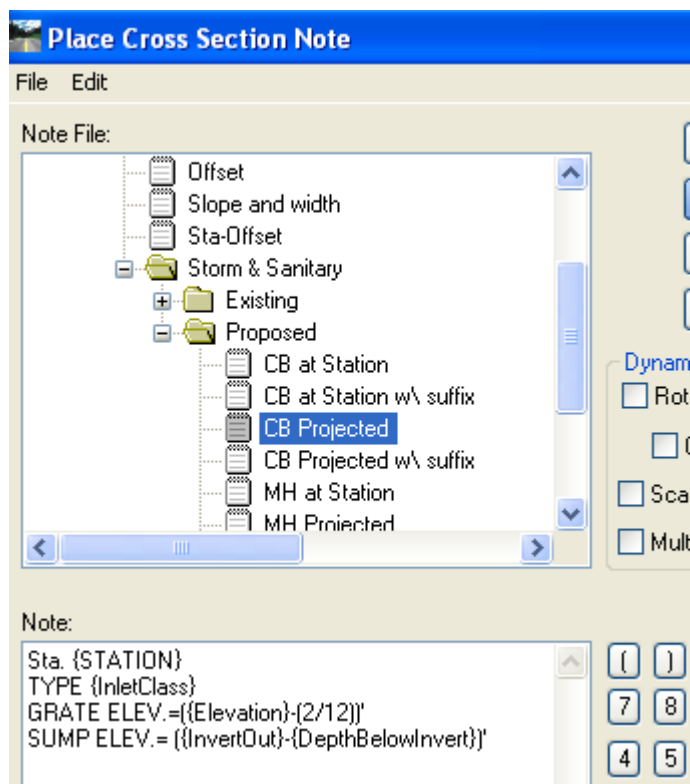 Place Cross Section Note
File Edit
Note File:
Offset
Slope and width
Sta-Offset
Storm & Sanitary
Existing
Proposed
CB at Station
CB at Station w\ suffix
CB Projected
CB Projected w\ suffix
MH at Station
MH Projected
Dynam
Rot
Sca
Mult
Note:
Sta. {STATION}
TYPE {InletClass}
GRATE ELEV.=({Elevation}-(2/12))'
SUMP ELEV.= ({InvertOut}-{DepthBelowInvert})'
( )
7 8
4 5